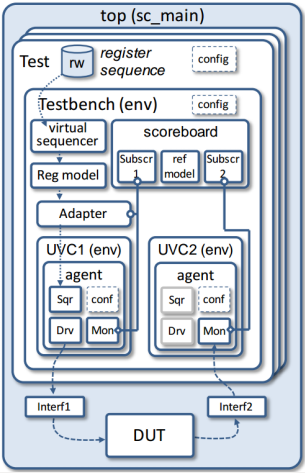 top (sc_main)
Test
rw
register
sequence
config
Testbench (env)
config
virtual
sequencer
scoreboard
Subscr
1
ref
model
Subscr
2
Reg model
Adapter
UVC1 (env)
agent
Sqr
conf
Drv
Mon
UVC2 (env)
agent
Sqr
conf
Drv
Mon
Interf1
Interf2
DUT